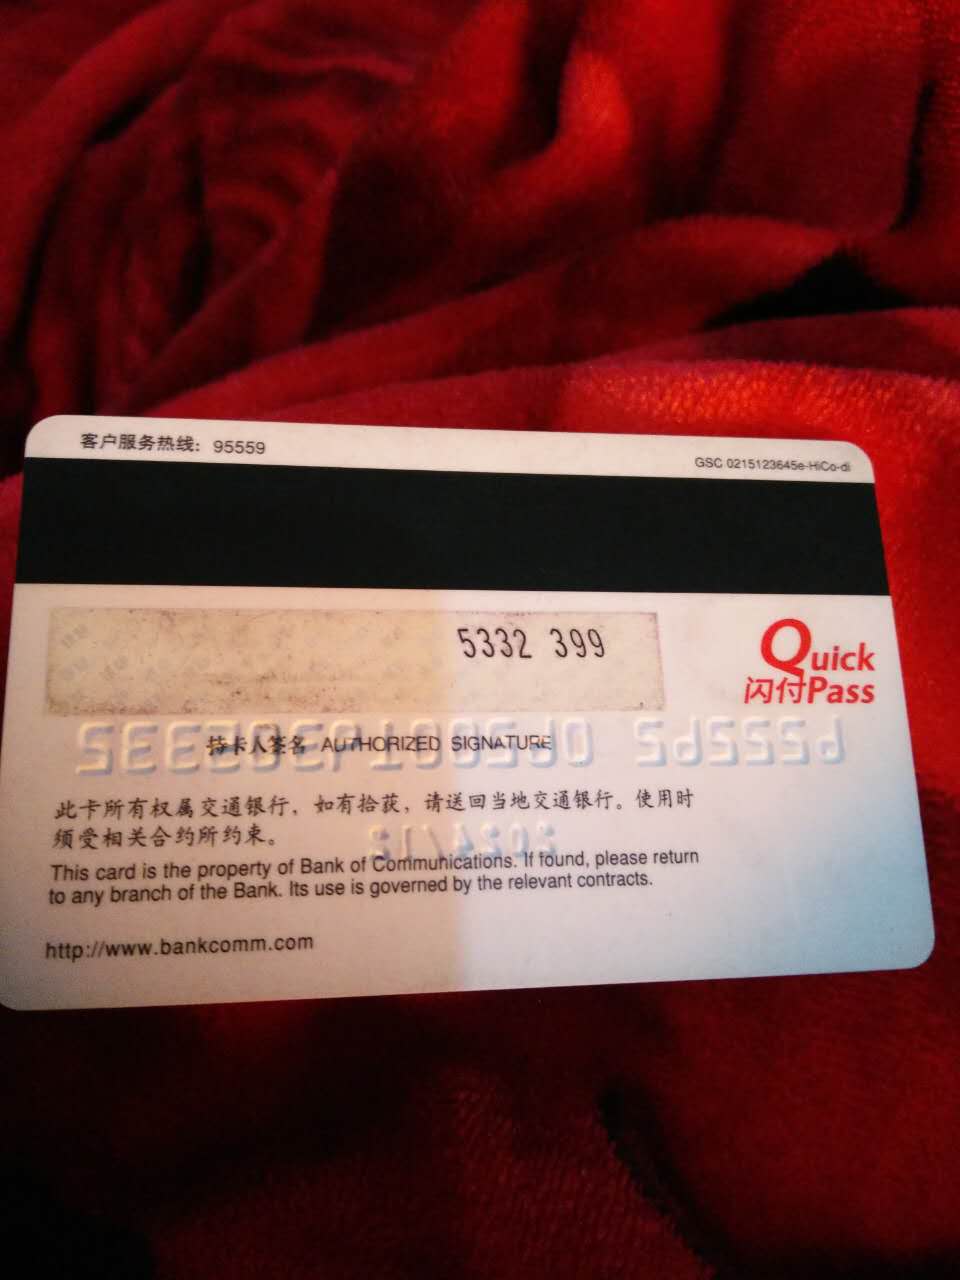 客户服务热线：95559
GSC 0215123645e-HiCo-di
5332 399
Quick
闪付Pass
持卡人签名 AUTHORIZED SIGNATURE
此卡所有权属交通银行，如有拾获，请送回当地交通银行。使用时
须受相关合约所约束。
This card is the property of Bank of Communications. If found, please return
to any branch of the Bank. Its use is governed by the relevant contracts.
http://www.bankcomm.com